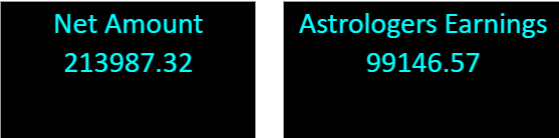 Net Amount
213987.32
Astrologers Earnings
99146.57